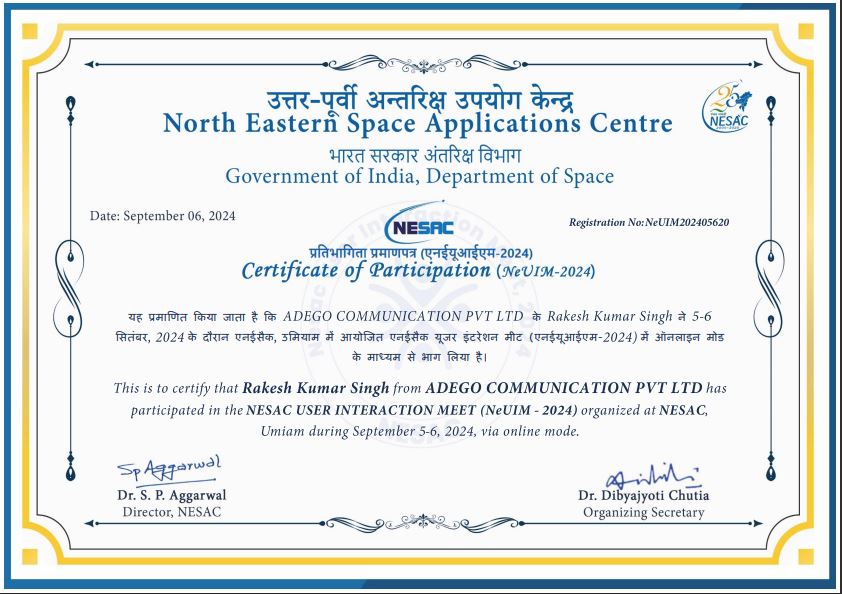 उत्तर-पूर्वी अन्तरिक्ष उपयोग केन्द्र
North Eastern Space Applications Centre
25
NESAC
2000-2025
भारत सरकार अंतरिक्ष विभाग
Government of India, Department of Space
Date: September 06, 2024
Registration No:NeUIM202405620
NESAC
प्रतिभागिता प्रमाणपत्र (एनईयूआईएम-2024)
Certificate of Participation (NeUIM-2024)
यह प्रमाणित किया जाता है कि ADEGO COMMUNICATION PVT LTD के Rakesh Kumar Singh ने 5-6
सितंबर, 2024 के दौरान एनईसैक, उमियाम में आयोजित एनईसैक यूजर इंटरेशन मीट (एनईयूआईएम-2024) में ऑनलाइन मोड
के माध्यम से भाग लिया है।
This is to certify that Rakesh Kumar Singh from ADEGO COMMUNICATION PVT LTD has
participated in the NESAC USER INTERACTION MEET (NeUIM - 2024) organized at NESAC,
Umiam during September 5-6, 2024, via online mode.
Sp Aggarwal
Dr. S. P. Aggarwal
Director, NESAC
Dr. Dibyajyoti Chutia
Organizing Secretary